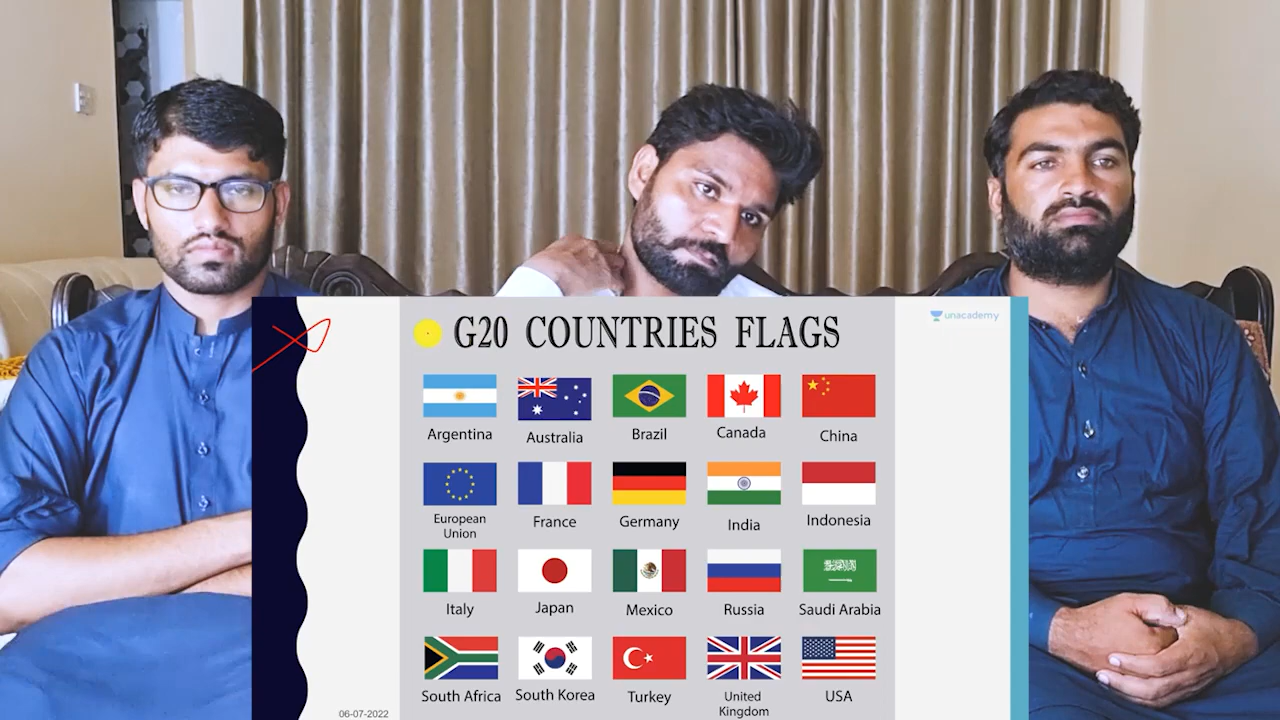 G20 COUNTRIES FLAGS
unacademy
Argentina
Australia
Brazil
Canada
China
European
Union
France
Germany
India
Indonesia
Italy
Japan
Mexico
Russia
Saudi Arabia
South Africa
South Korea
Turkey
United
Kingdom
USA
06-07-2022